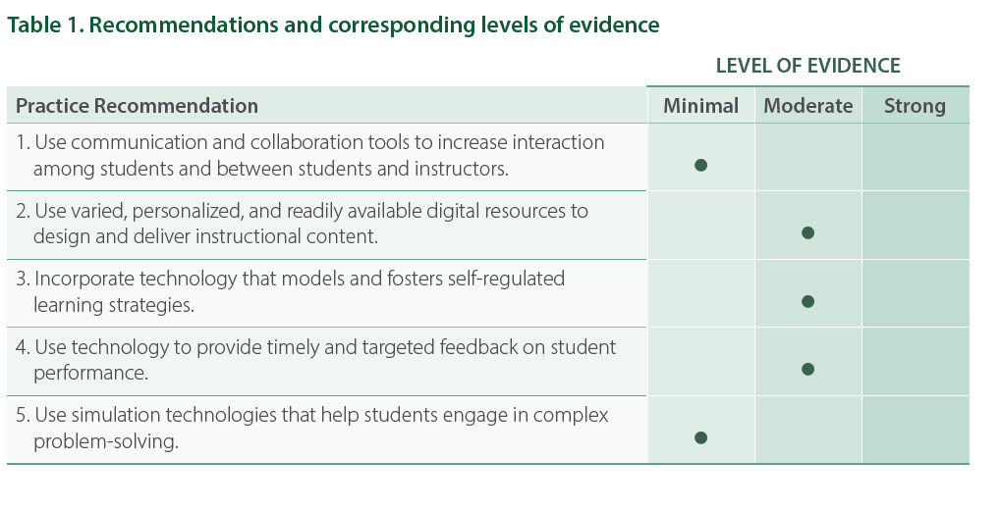 Table 1. Recommendations and corresponding levels of evidence
LEVEL OF EVIDENCE
Practice Recommendation Minimal Moderate Strong
1. Use communication and collaboration tools to increase interaction
among students and between students and instructors.
2. Use varied, personalized, and readily available digital resources to
design and deliver instructional content.
3. Incorporate technology that models and fosters self-regulated
learning strategies.
4. Use technology to provide timely and targeted feedback on student
performance.
5. Use simulation technologies that help students engage in complex
problem-solving.